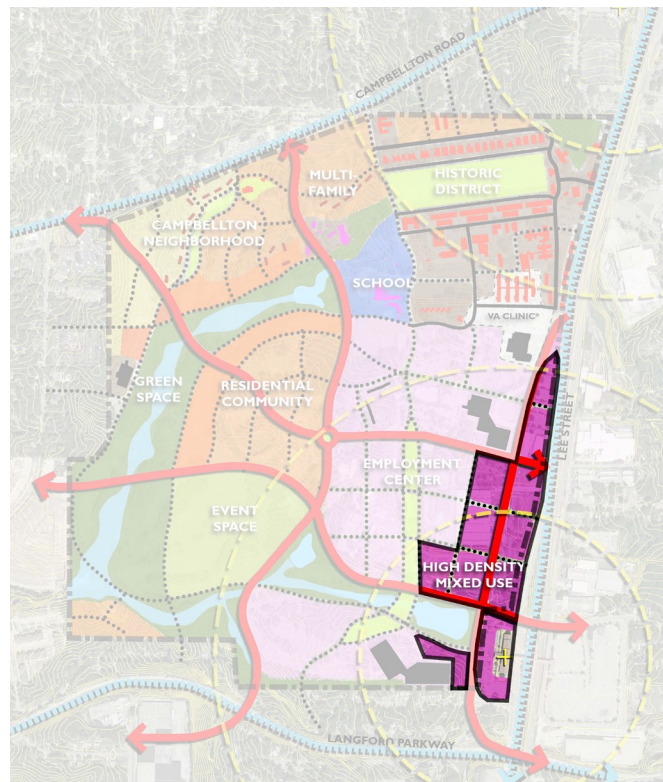 CAMPBELLTON ROAD
MULTI-
FAMILY
HISTORIC
DISTRICT
CAMPBELLTON
NEIGHBORHOOD
SCHOOL
VA CLINIC*
GREEN
SPACE
RESIDENTIAL
COMMUNITY
LEE STREET
EMPLOYMENT
CENTER
EVENT
SPACE
HIGH DENSITY
MIXED USE
LANGFORD PARKWAY